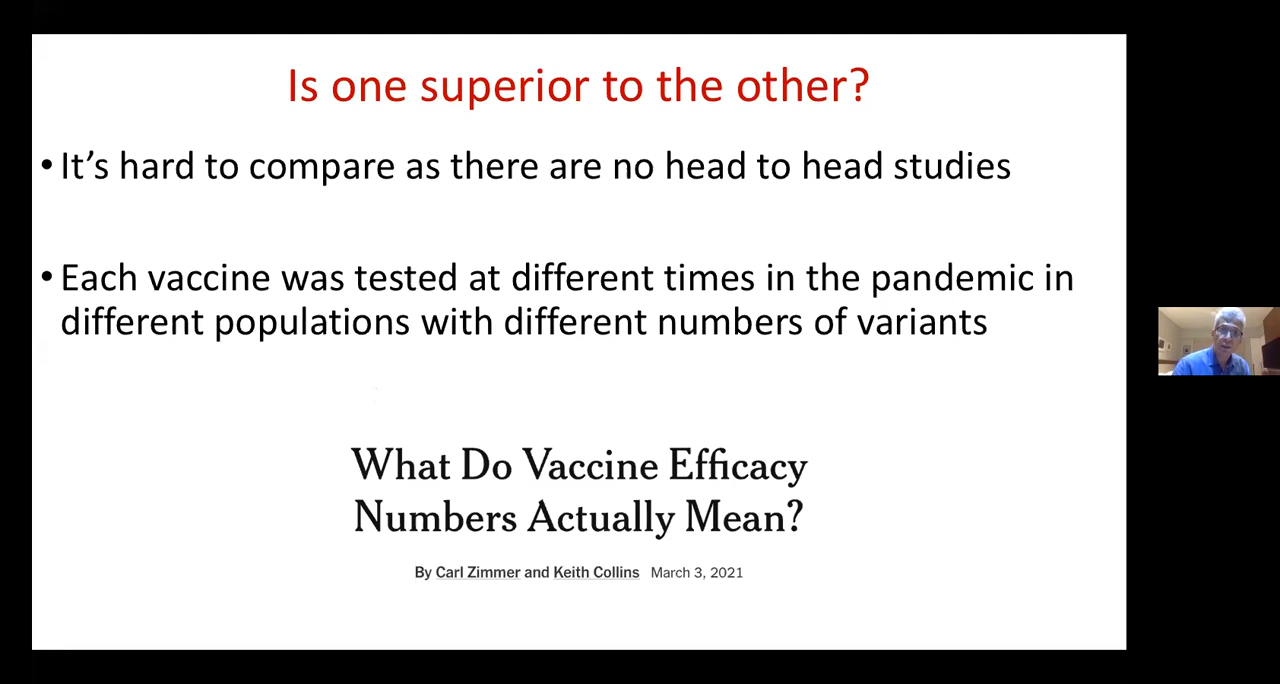 Is one superior to the other?
• It’s hard to compare as there are no head to head studies
• Each vaccine was tested at different times in the pandemic in
different populations with different numbers of variants
What Do Vaccine Efficacy
Numbers Actually Mean?
By Carl Zimmer and Keith Collins March 3, 2021